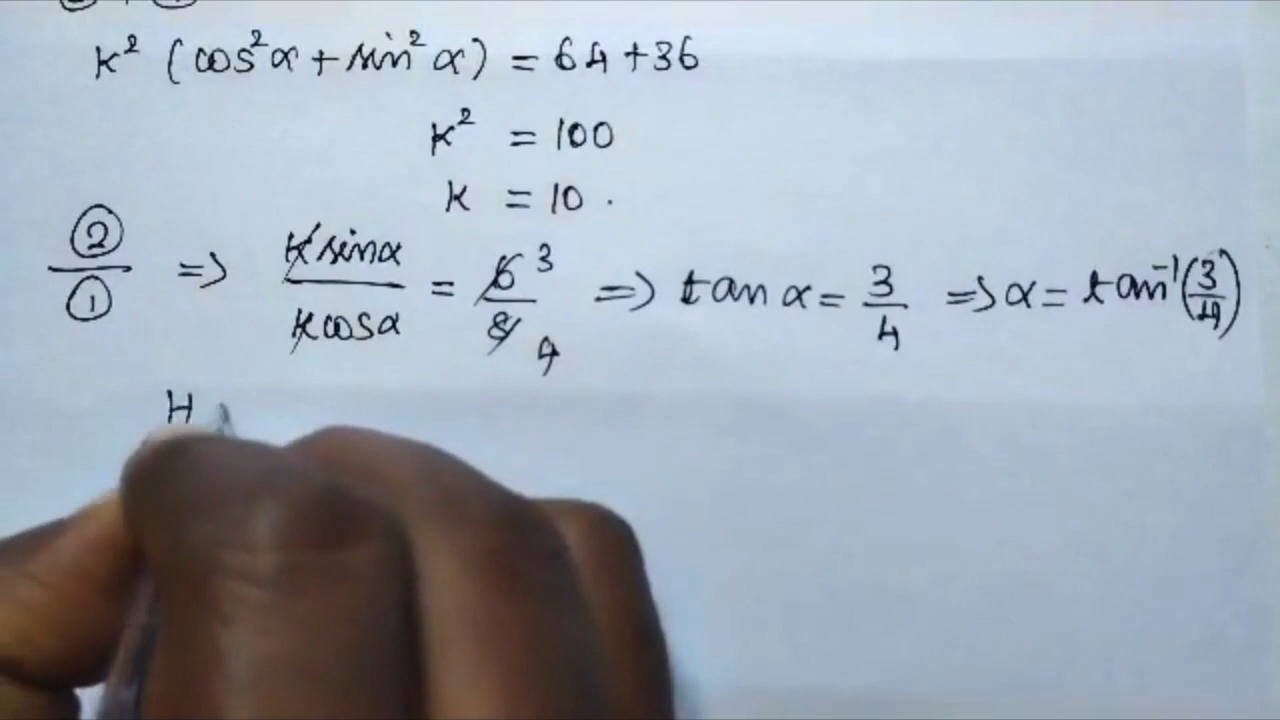 k² (cos²α + sin²α) = 64 + 36
k² = 100
k = 10 .
②/① => k sinα / k cosα = 6 3 / 8 4 => tan α = 3/4 => α = tan⁻¹(3/4)
H